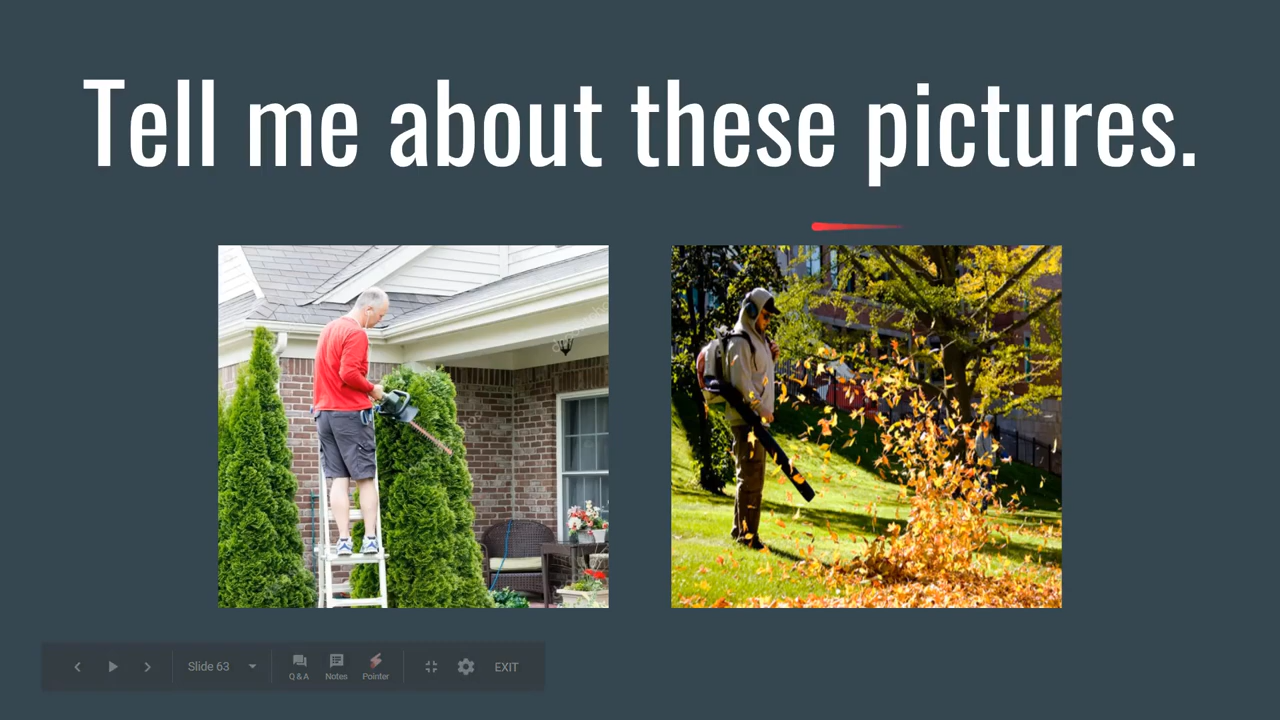 Tell me about these pictures.
Slide 63
Q & A
Notes
Pointer
EXIT